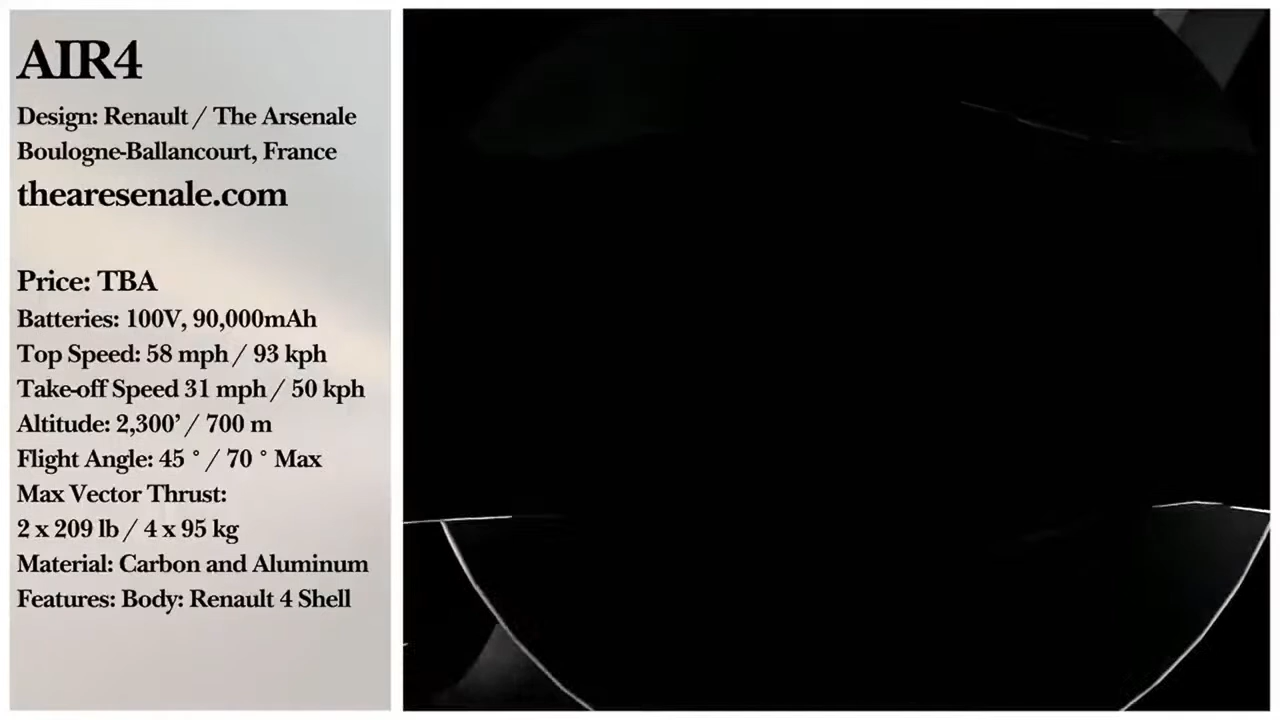 AIR4
Design: Renault / The Arsenale
Boulogne-Ballancourt, France
thearesenale.com
Price: TBA
Batteries: 100V, 90,000mAh
Top Speed: 58 mph / 93 kph
Take-off Speed 31 mph / 50 kph
Altitude: 2,300’ / 700 m
Flight Angle: 45 ° / 70 ° Max
Max Vector Thrust:
2 x 209 lb / 4 x 95 kg
Material: Carbon and Aluminum
Features: Body: Renault 4 Shell